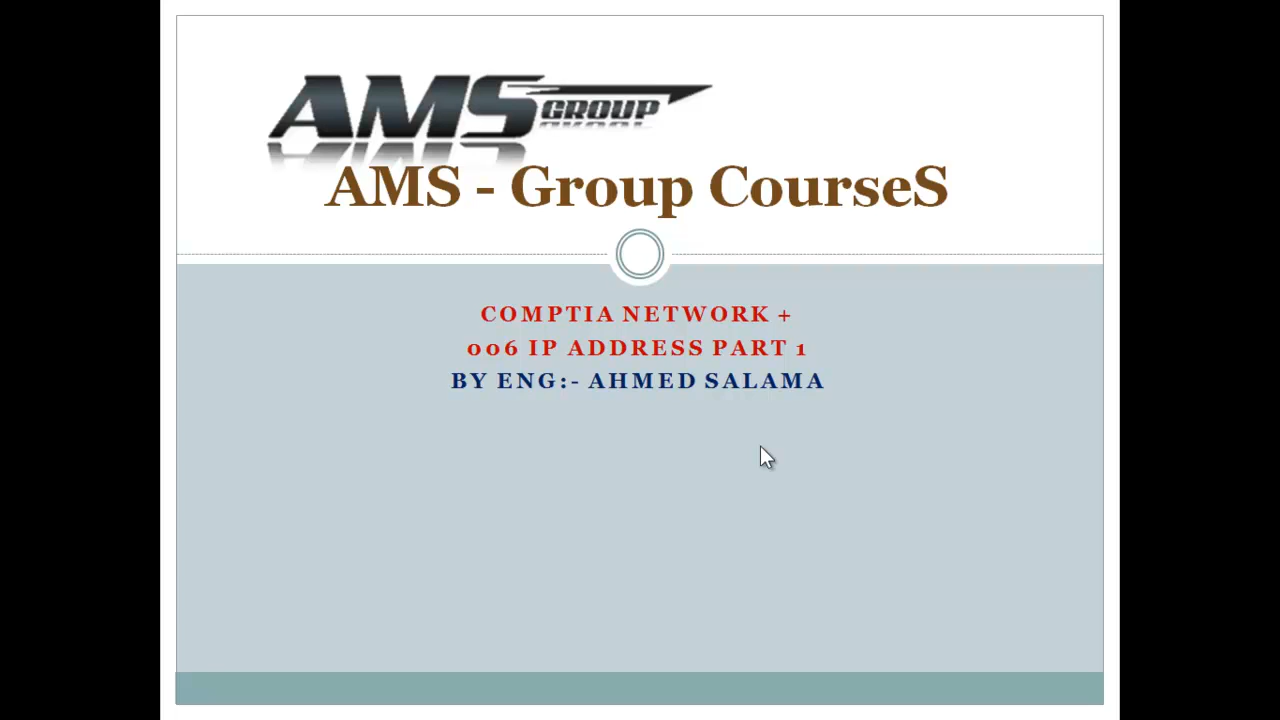 AMS GROUP
AMS - Group CourseS
COMPTIA NETWORK +
006 IP ADDRESS PART 1
BY ENG:- AHMED SALAMA